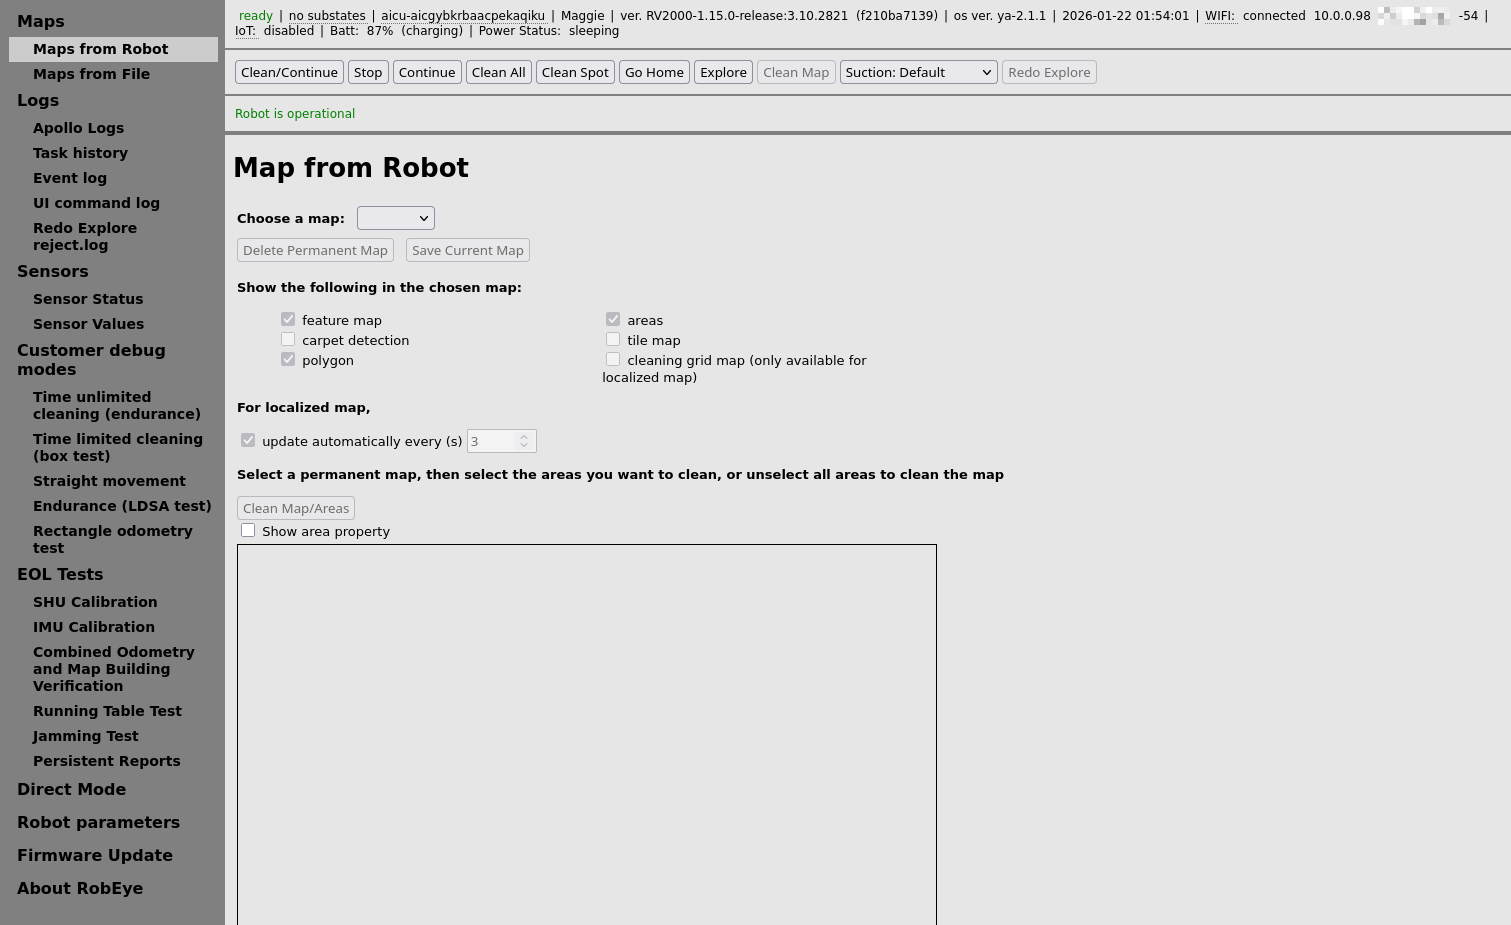 Maps
Maps from Robot
Maps from File
Logs
Apollo Logs
Task history
Event log
UI command log
Redo Explore
reject.log
Sensors
Sensor Status
Sensor Values
Customer debug
modes
Time unlimited
cleaning (endurance)
Time limited cleaning
(box test)
Straight movement
Endurance (LDSA test)
Rectangle odometry
test
EOL Tests
SHU Calibration
IMU Calibration
Combined Odometry
and Map Building
Verification
Running Table Test
Jamming Test
Persistent Reports
Direct Mode
Robot parameters
Firmware Update
About RobEye
ready | no substates | aicu-aicgybkrbaacpekaqiku | Maggie | ver. RV2000-1.15.0-release:3.10.2821 (f210ba7139) | os ver. ya-2.1.1 | 2026-01-22 01:54:01 | WIFI: connected 10.0.0.98 -54 |
IoT: disabled | Batt: 87% (charging) | Power Status: sleeping
Clean/Continue Stop Continue Clean All Clean Spot Go Home Explore Clean Map Suction: Default Redo Explore
Robot is operational
Map from Robot
Choose a map:
Delete Permanent Map Save Current Map
Show the following in the chosen map:
feature map areas
carpet detection tile map
polygon cleaning grid map (only available for
localized map)
For localized map,
update automatically every (s) 3
Select a permanent map, then select the areas you want to clean, or unselect all areas to clean the map
Clean Map/Areas
Show area property